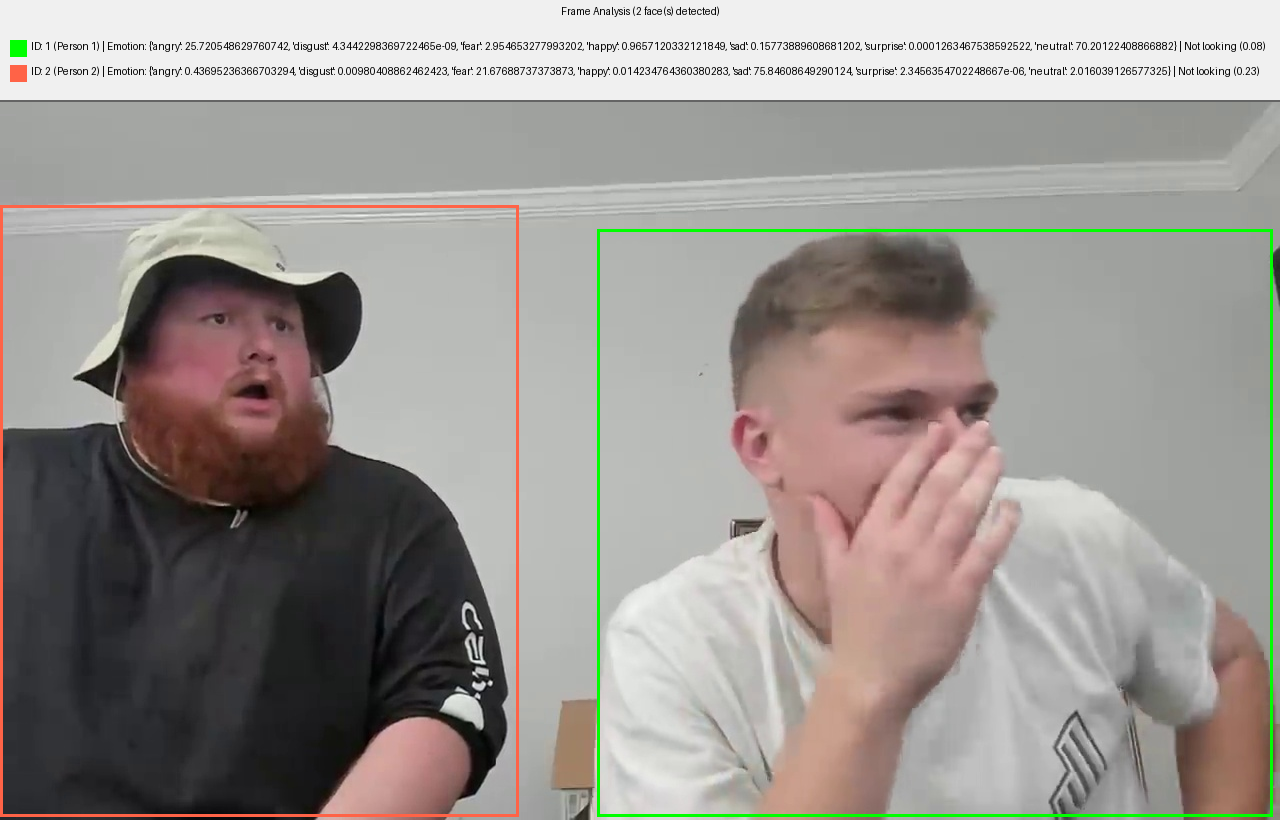 Frame Analysis (2 face(s) detected)
ID: 1 (Person 1) | Emotion: {'angry': 25.720548629760742, 'disgust': 4.3442298369722465e-09, 'fear': 2.954653277993202, 'happy': 0.9657120332121849, 'sad': 0.15773889608681202, 'surprise': 0.0001263467538592522, 'neutral': 70.20122408866882} | Not looking (0.08)
ID: 2 (Person 2) | Emotion: {'angry': 0.43695236366703294, 'disgust': 0.00980408862462423, 'fear': 21.67688737373873, 'happy': 0.014234764360380283, 'sad': 75.84608649290124, 'surprise': 2.3456354702248667e-06, 'neutral': 2.016039126577325} | Not looking (0.23)